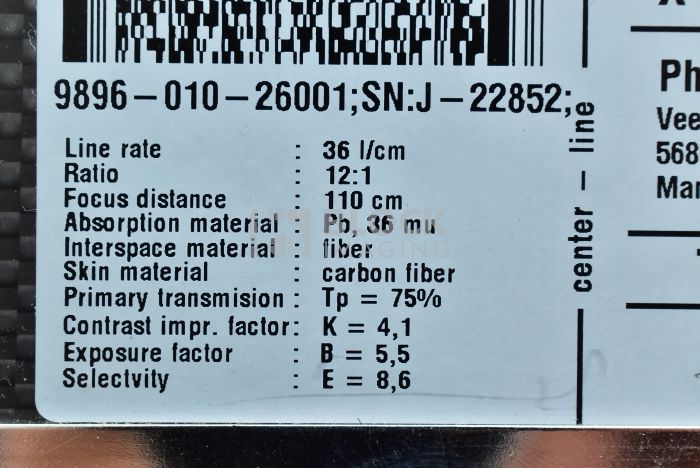 9896-010-26001;SN:J-22852;
Line rate : 36 l/cm
Ratio : 12:1
Focus distance : 110 cm
Absorption material : Pb, 36 mu
Interspace material : fiber
Skin material : carbon fiber
Primary transmision : Tp = 75%
Contrast impr. factor: K = 4,1
Exposure factor : B = 5,5
Selectvity : E = 8,6
center - line
Ph
Vee
568
Mar